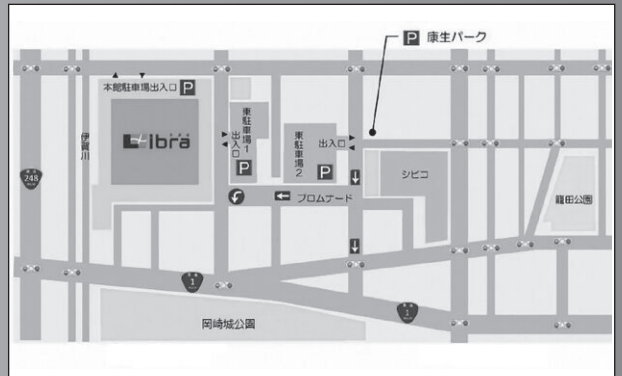 P 康生パーク
本館駐車場出入口 P
Libra
東駐車場1
出入口
P
東駐車場2
出入口
P
伊賀川
シビコ
籠田公園
プロムナード
248
1
1
岡崎城公園